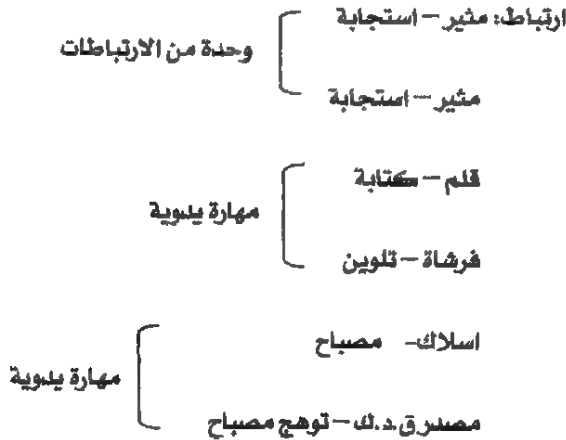 ارتباط: مثير – استجابة
وحدة من الارتباطات
مثير – استجابة
قلم – كتابة
مهارة يدوية
فرشاة – تلوين
اسلاك- مصباح
مهارة يدوية
مصدر ق.د.ك – توهج مصباح